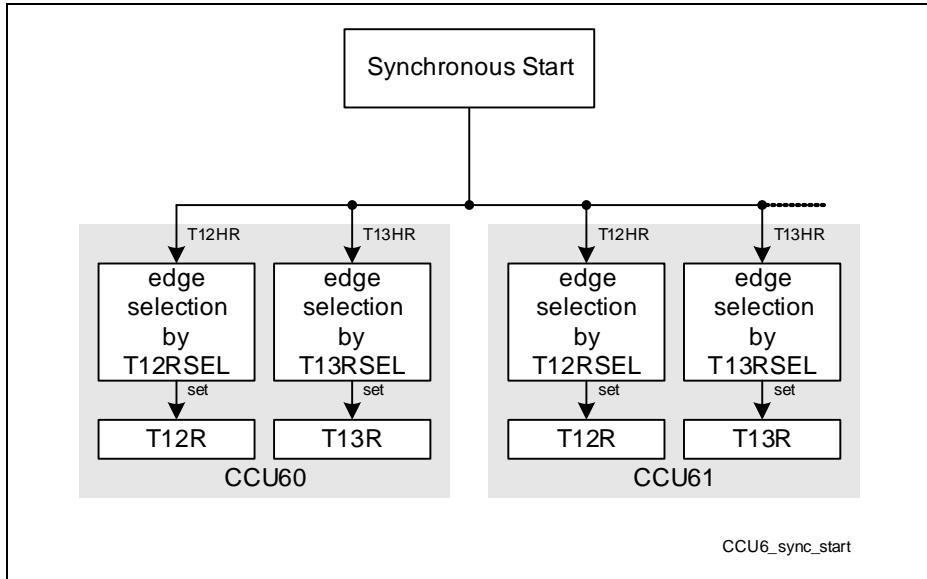 Synchronous Start
T12HR
T13HR
T12HR
T13HR
edge
selection
by
T12RSEL
edge
selection
by
T13RSEL
edge
selection
by
T12RSEL
edge
selection
by
T13RSEL
set
set
set
set
T12R
T13R
T12R
T13R
CCU60
CCU61
CCU6_sync_start